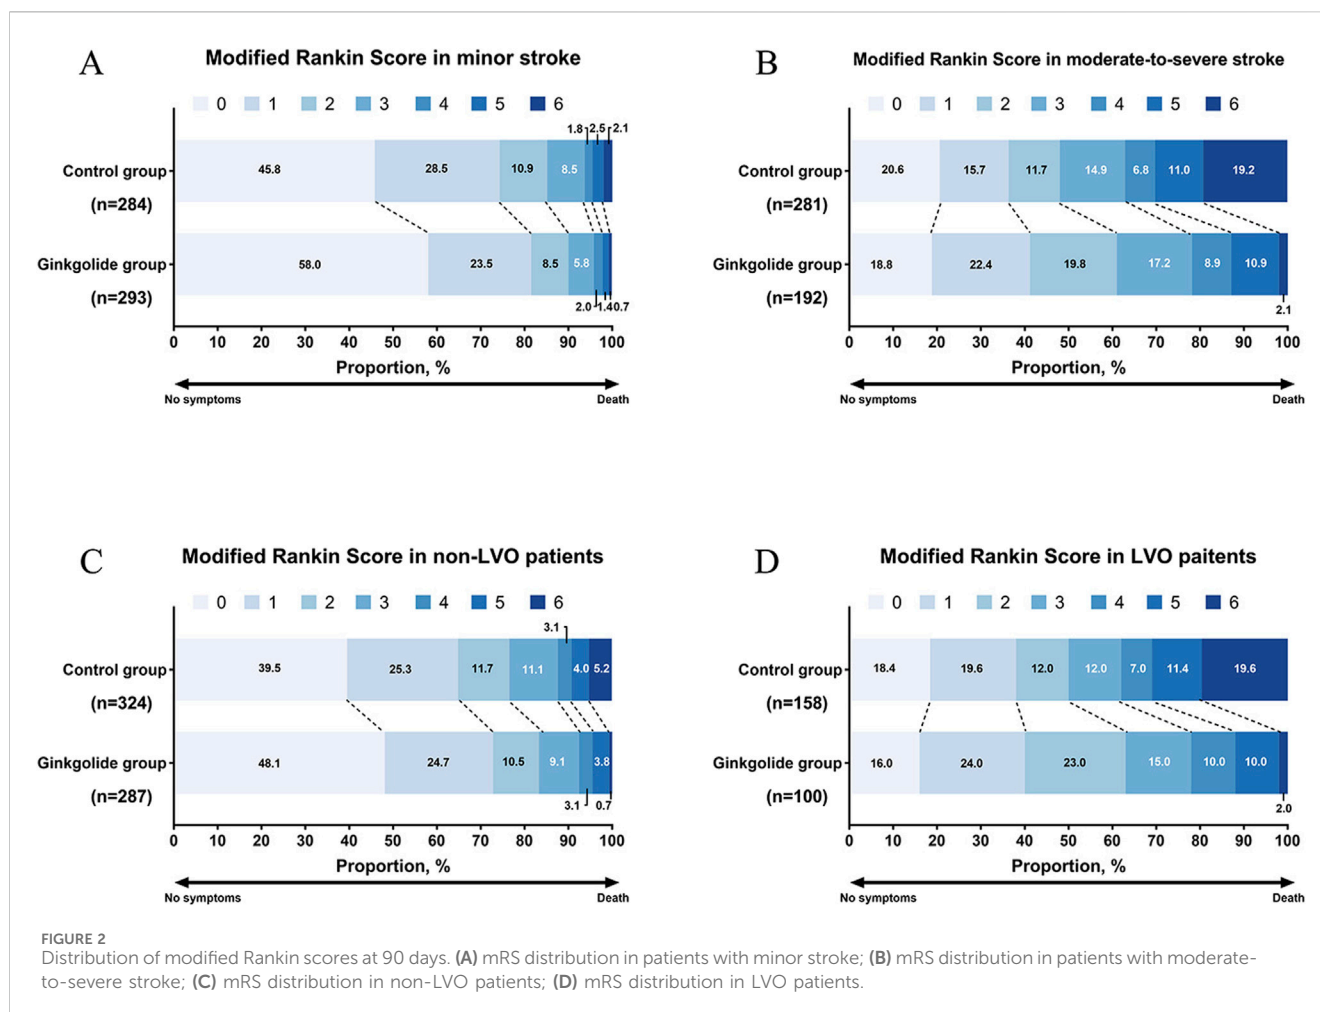 A
Modified Rankin Score in minor stroke
0 1 2 3 4 5 6
1.8 2.5 2.1
Control group
(n=284)
45.8 28.5 10.9 8.5
Ginkgolide group
(n=293)
58.0 23.5 8.5 5.8
2.0 1.4 0.7
0 10 20 30 40 50 60 70 80 90 100
Proportion, %
No symptoms Death
B
Modified Rankin Score in moderate-to-severe stroke
0 1 2 3 4 5 6
Control group
(n=281)
20.6 15.7 11.7 14.9 6.8 11.0 19.2
Ginkgolide group
(n=192)
18.8 22.4 19.8 17.2 8.9 10.9
2.1
0 10 20 30 40 50 60 70 80 90 100
Proportion, %
No symptoms Death
C
Modified Rankin Score in non-LVO patients
0 1 2 3 4 5 6
3.1
Control group
(n=324)
39.5 25.3 11.7 11.1 4.0 5.2
Ginkgolide group
(n=287)
48.1 24.7 10.5 9.1 3.8
3.1 0.7
0 10 20 30 40 50 60 70 80 90 100
Proportion, %
No symptoms Death
D
Modified Rankin Score in LVO paitents
0 1 2 3 4 5 6
Control group
(n=158)
18.4 19.6 12.0 12.0 7.0 11.4 19.6
Ginkgolide group
(n=100)
16.0 24.0 23.0 15.0 10.0 10.0
2.0
0 10 20 30 40 50 60 70 80 90 100
Proportion, %
No symptoms Death
FIGURE 2
Distribution of modified Rankin scores at 90 days. (A) mRS distribution in patients with minor stroke; (B) mRS distribution in patients with moderate-
to-severe stroke; (C) mRS distribution in non-LVO patients; (D) mRS distribution in LVO patients.